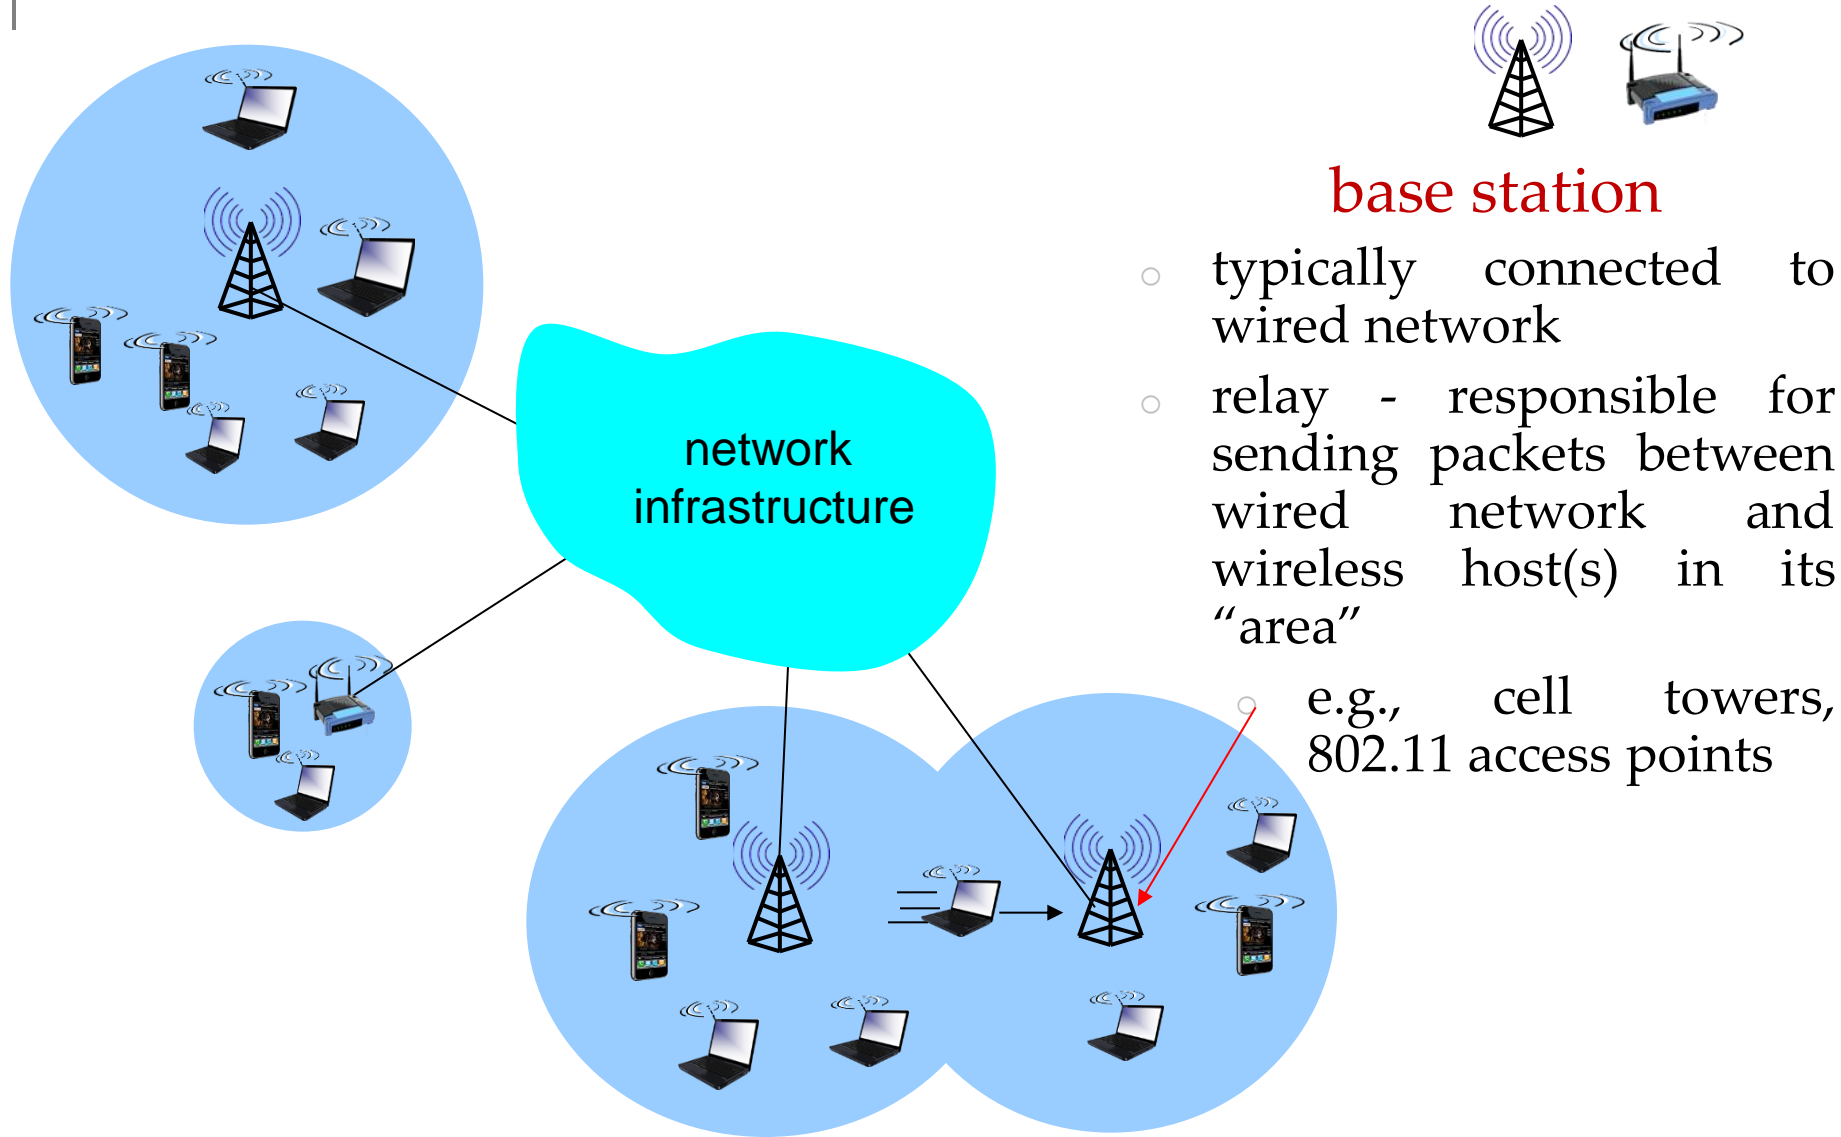 base station
typically connected to
wired network
relay - responsible for
sending packets between
wired network and
wireless host(s) in its
“area”
e.g., cell towers,
802.11 access points
network
infrastructure